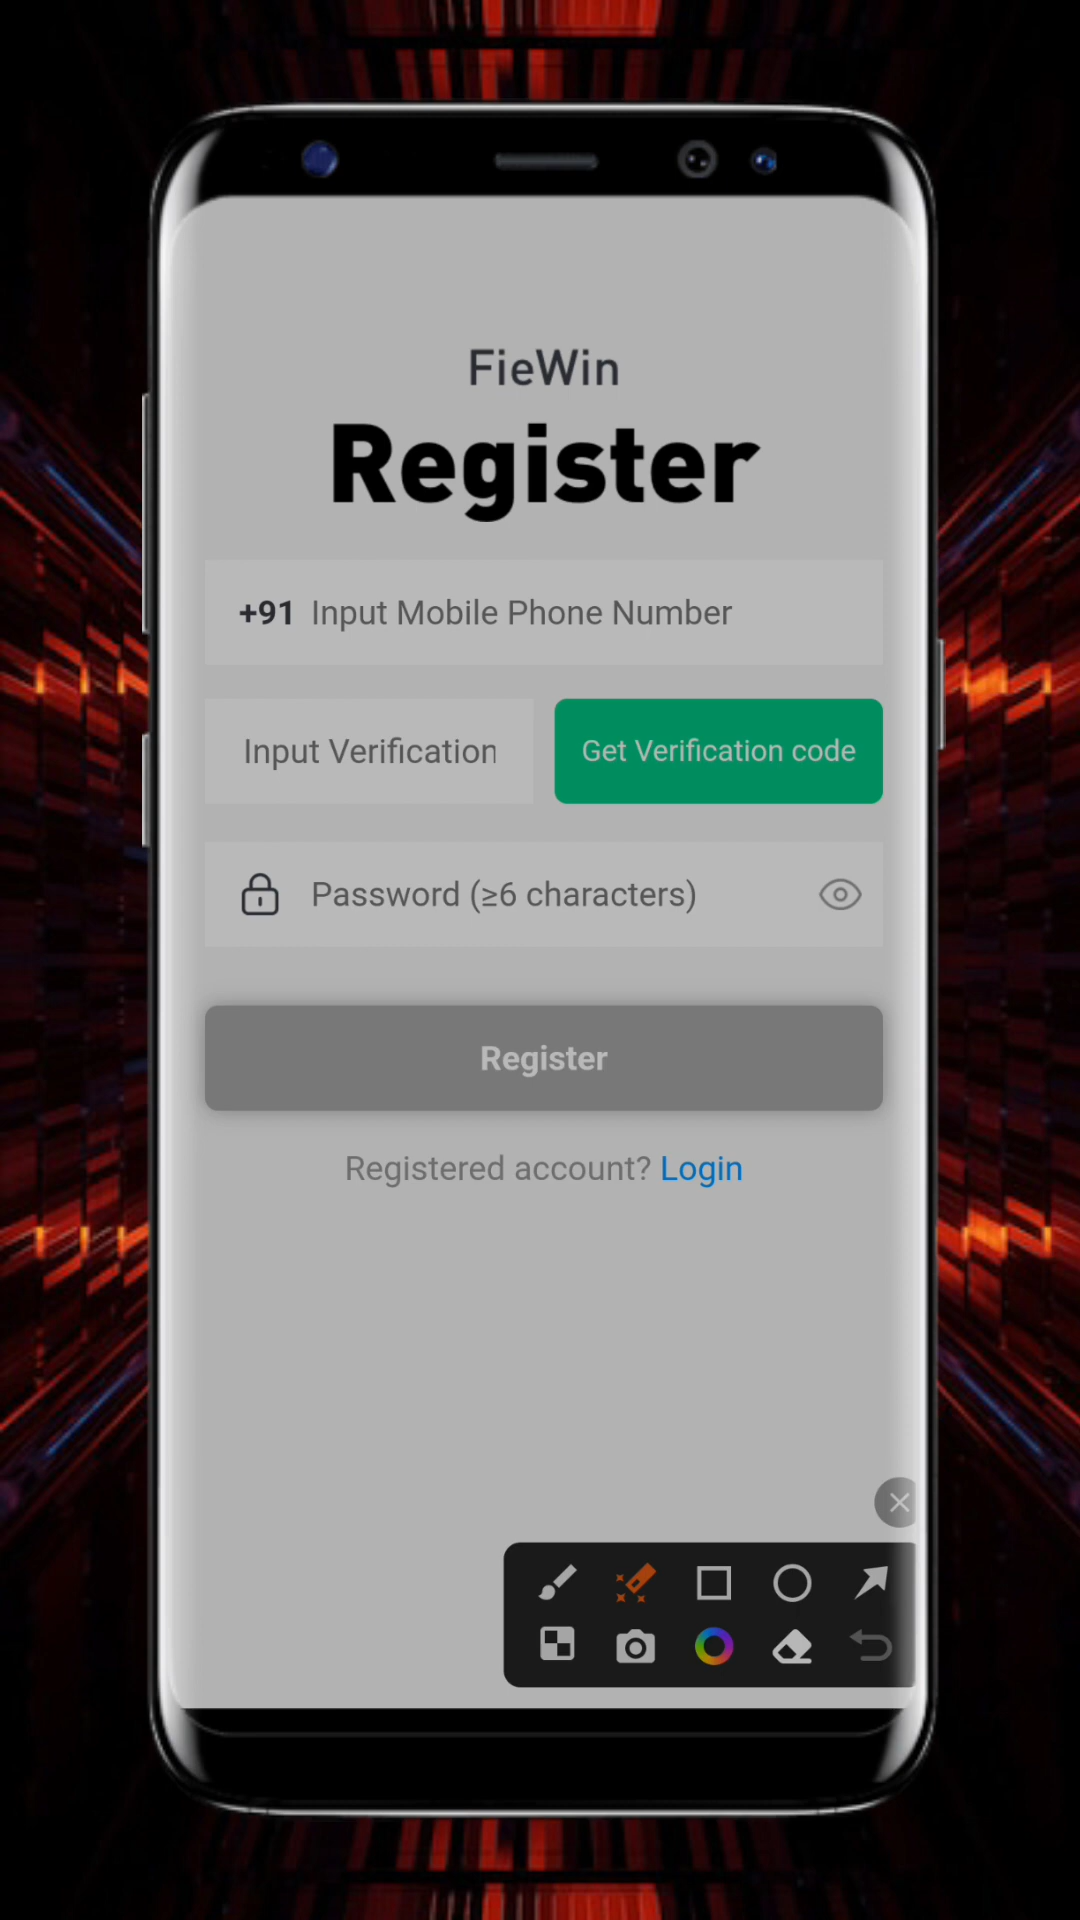 FieWin
Register
+91 Input Mobile Phone Number
Input Verification
Get Verification code
Password (≥6 characters)
Register
Registered account? Login